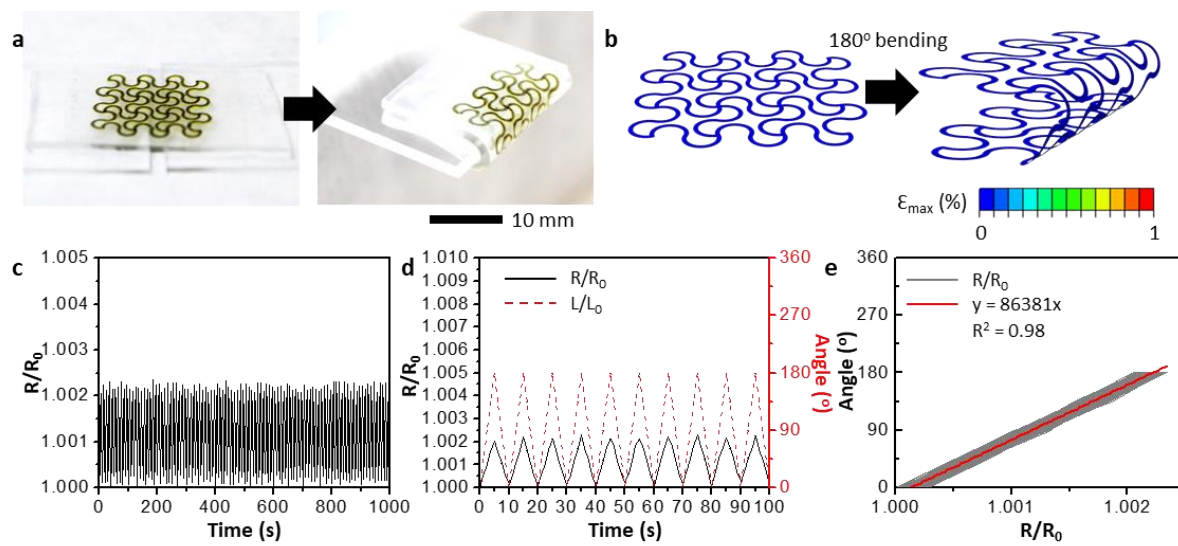 a
b
180° bending
10 mm
Ɛmax (%)
0
1
c
1.005
1.004
1.003
1.002
1.001
1.000
R/R₀
0
200
400
600
800
1000
Time (s)
d
1.010
1.009
1.008
1.007
1.006
1.005
1.004
1.003
1.002
1.001
1.000
R/R₀
R/R₀
L/L₀
360
270
180
90
0
Angle (°)
0
10
20
30
40
50
60
70
80
90
100
Time (s)
e
360
270
180
90
0
Angle (°)
R/R₀
y = 86381x
R² = 0.98
1.000
1.001
1.002
R/R₀